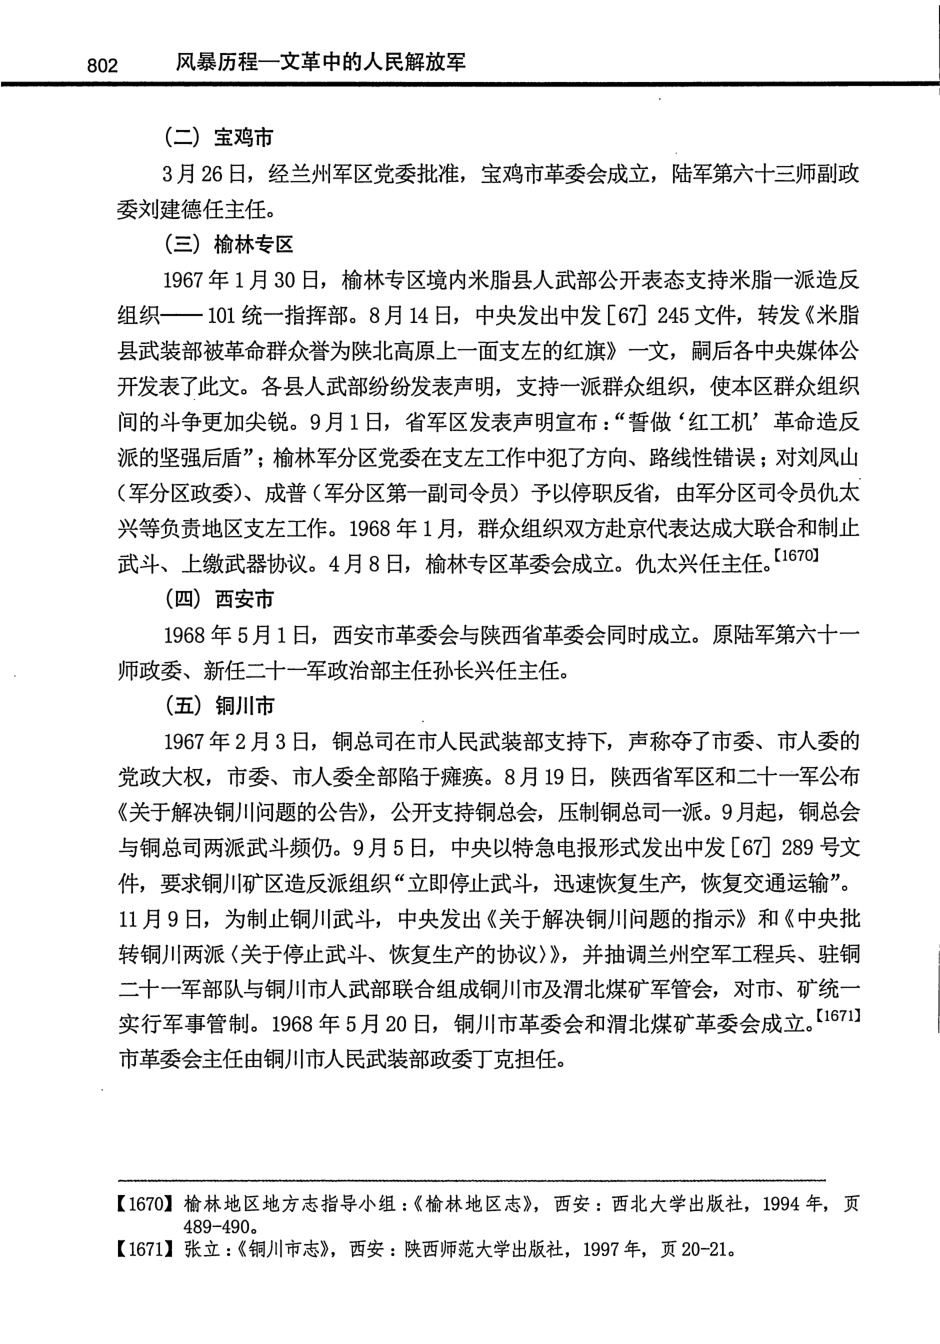 802 风暴历程—文革中的人民解放军
（二）宝鸡市
3月26日，经兰州军区党委批准，宝鸡市革委会成立，陆军第六十三师副政
委刘建德任主任。
（三）榆林专区
1967年1月30日，榆林专区境内米脂县人武部公开表态支持米脂一派造反
组织——101统一指挥部。8月14日，中央发出中发[67]245文件，转发《米脂
县武装部被革命群众誉为陕北高原上一面支左的红旗》一文，嗣后各中央媒体公
开发表了此文。各县人武部纷纷发表声明，支持一派群众组织，使本区群众组织
间的斗争更加尖锐。9月1日，省军区发表声明宣布：“誓做‘红工机’革命造反
派的坚强后盾”；榆林军分区党委在支左工作中犯了方向、路线性错误；对刘凤山
（军分区政委）、成普（军分区第一副司令员）予以停职反省，由军分区司令员仇太
兴等负责地区支左工作。1968年1月，群众组织双方赴京代表达成大联合和制止
武斗、上缴武器协议。4月8日，榆林专区革委会成立。仇太兴任主任。【1670】
（四）西安市
1968年5月1日，西安市革委会与陕西省革委会同时成立。原陆军第六十一
师政委、新任二十一军政治部主任孙长兴任主任。
（五）铜川市
1967年2月3日，铜总司在市人民武装部支持下，声称夺了市委、市人委的
党政大权，市委、市人委全部陷于瘫痪。8月19日，陕西省军区和二十一军公布
《关于解决铜川问题的公告》，公开支持铜总会，压制铜总司一派。9月起，铜总会
与铜总司两派武斗频仍。9月5日，中央以特急电报形式发出中发[67]289号文
件，要求铜川矿区造反派组织“立即停止武斗，迅速恢复生产，恢复交通运输”。
11月9日，为制止铜川武斗，中央发出《关于解决铜川问题的指示》和《中央批
转铜川两派〈关于停止武斗、恢复生产的协议〉》，并抽调兰州空军工程兵、驻铜
二十一军部队与铜川市人武部联合组成铜川市及渭北煤矿军管会，对市、矿统一
实行军事管制。1968年5月20日，铜川市革委会和渭北煤矿革委会成立。【1671】
市革委会主任由铜川市人民武装部政委丁克担任。
【1670】榆林地区地方志指导小组：《榆林地区志》，西安：西北大学出版社，1994年，页
489-490。
【1671】张立：《铜川市志》，西安：陕西师范大学出版社，1997年，页20-21。